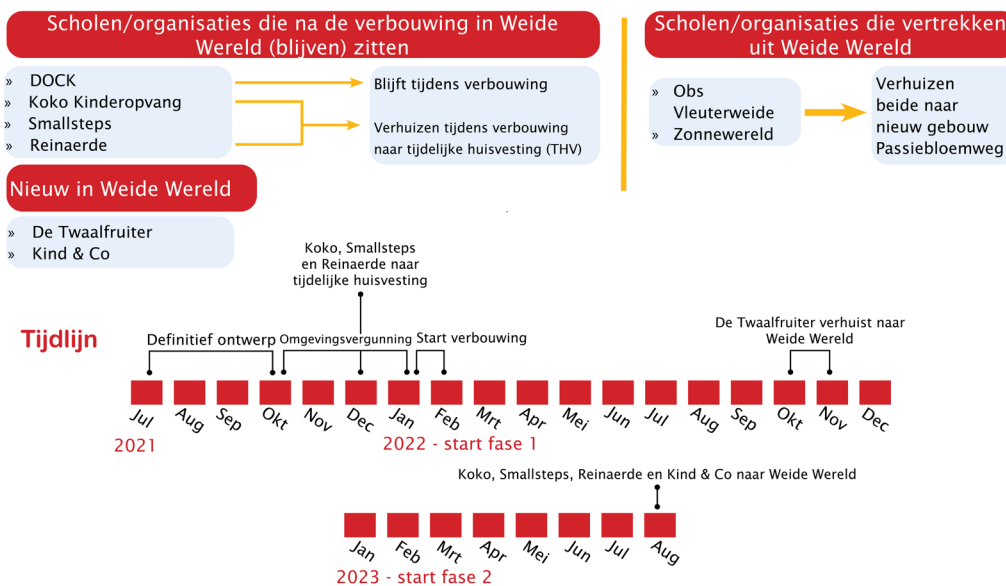 Scholen/organisaties die na de verbouwing in Weide
Wereld (blijven) zitten
» DOCK
» Koko Kinderopvang
» Smallsteps
» Reinaerde
Blijft tijdens verbouwing
Verhuizen tijdens verbouwing
naar tijdelijke huisvesting (THV)
Scholen/organisaties die vertrekken
uit Weide Wereld
» Obs
Vleuterweide
» Zonnewereld
Verhuizen
beide naar
nieuw gebouw
Passiebloemweg
Nieuw in Weide Wereld
» De Twaalfruiter
» Kind & Co
Koko, Smallsteps
en Reinaerde naar
tijdelijke huisvesting
Tijdlijn
Definitief ontwerp
Omgevingsvergunning
Start verbouwing
De Twaalfruiter verhuist naar
Weide Wereld
Jul Aug Sep Okt Nov Dec Jan Feb Mrt Apr Mei Jun Jul Aug Sep Okt Nov Dec
2021
2022 - start fase 1
Koko, Smallsteps, Reinaerde en Kind & Co naar Weide Wereld
Jan Feb Mrt Apr Mei Jun Jul Aug
2023 - start fase 2